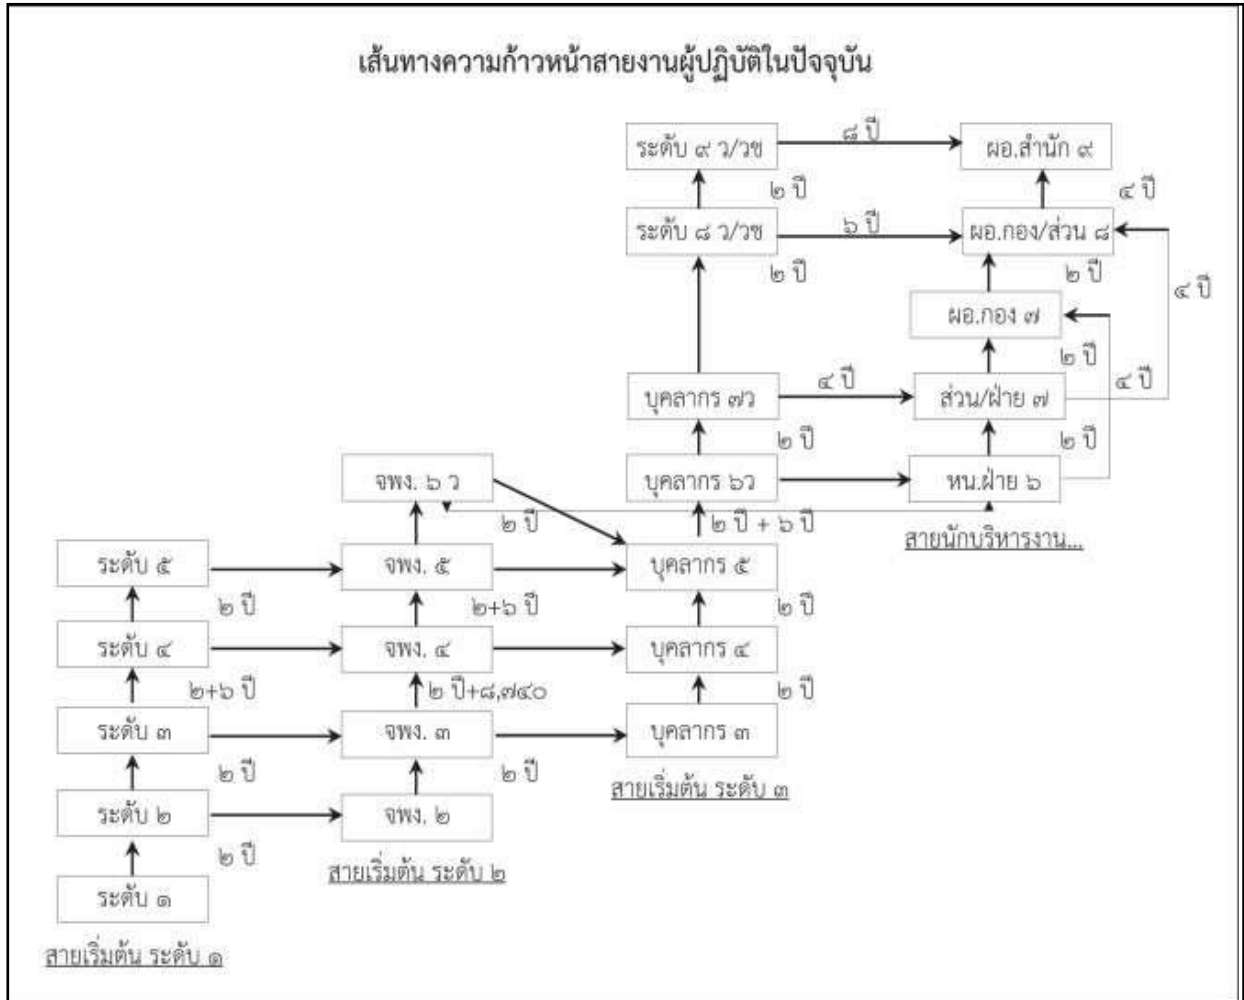 เส้นทางความก้าวหน้าสายงานผู้ปฏิบัติในปัจจุบัน
ระดับ ๙ ว/วช
๘ ปี
ผอ.สำนัก ๙
๒ ปี
๔ ปี
ระดับ ๘ ว/วช
๖ ปี
ผอ.กอง/ส่วน ๘
๒ ปี
๒ ปี
๔ ปี
ผอ.กอง ๗
๒ ปี
๔ ปี
บุคลากร ๗ว
๔ ปี
ส่วน/ฝ่าย ๗
๒ ปี
๒ ปี
จพง. ๖ ว
บุคลากร ๖ว
หน.ฝ่าย ๖
๒ ปี
๒ ปี + ๖ ปี
สายนักบริหารงาน...
ระดับ ๕
จพง. ๕
บุคลากร ๕
๒ ปี
๒+๖ ปี
๒ ปี
ระดับ ๔
จพง. ๔
บุคลากร ๔
๒+๖ ปี
๒ ปี+๘,๗๔๐
๒ ปี
ระดับ ๓
จพง. ๓
บุคลากร ๓
๒ ปี
๒ ปี
สายเริ่มต้น ระดับ ๓
ระดับ ๒
จพง. ๒
๒ ปี
สายเริ่มต้น ระดับ ๒
ระดับ ๑
สายเริ่มต้น ระดับ ๑